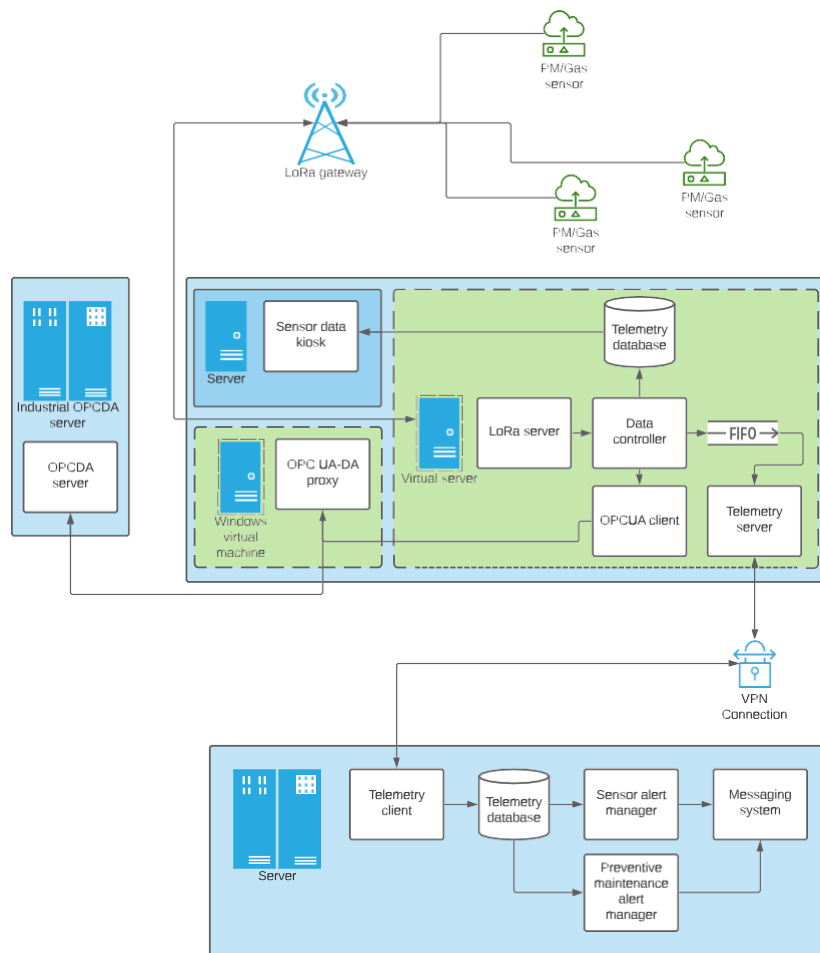 PM/Gas
sensor
LoRa gateway
PM/Gas
sensor
PM/Gas
sensor
Industrial OPCDA
server
OPCDA
server
Server
Sensor data
kiosk
Telemetry
database
Virtual server
LoRa server
Data
controller
FIFO
Windows
virtual
machine
OPC UA-DA
proxy
OPCUA client
Telemetry
server
VPN
Connection
Server
Telemetry
client
Telemetry
database
Sensor alert
manager
Messaging
system
Preventive
maintenance
alert
manager